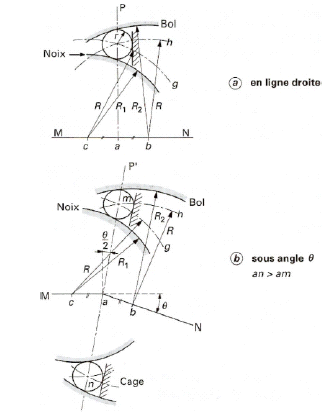 P
Bol
r
h
Noix
g
R R₁ R₂ R
M N
c a b
a en ligne droite
P'
m
Noix
Bol
R₂
h
θ/2
R
g
R R₁
b sous angle θ
an > am
M
c a b θ
N
n Cage